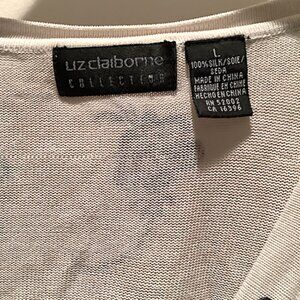 liz claiborne
COLLECTION
L
100% SILK/SOIE/
SEDA
MADE IN CHINA
FABRIQUE EN CHINE
HECHO EN CHINA
RN 52002
CA 16396